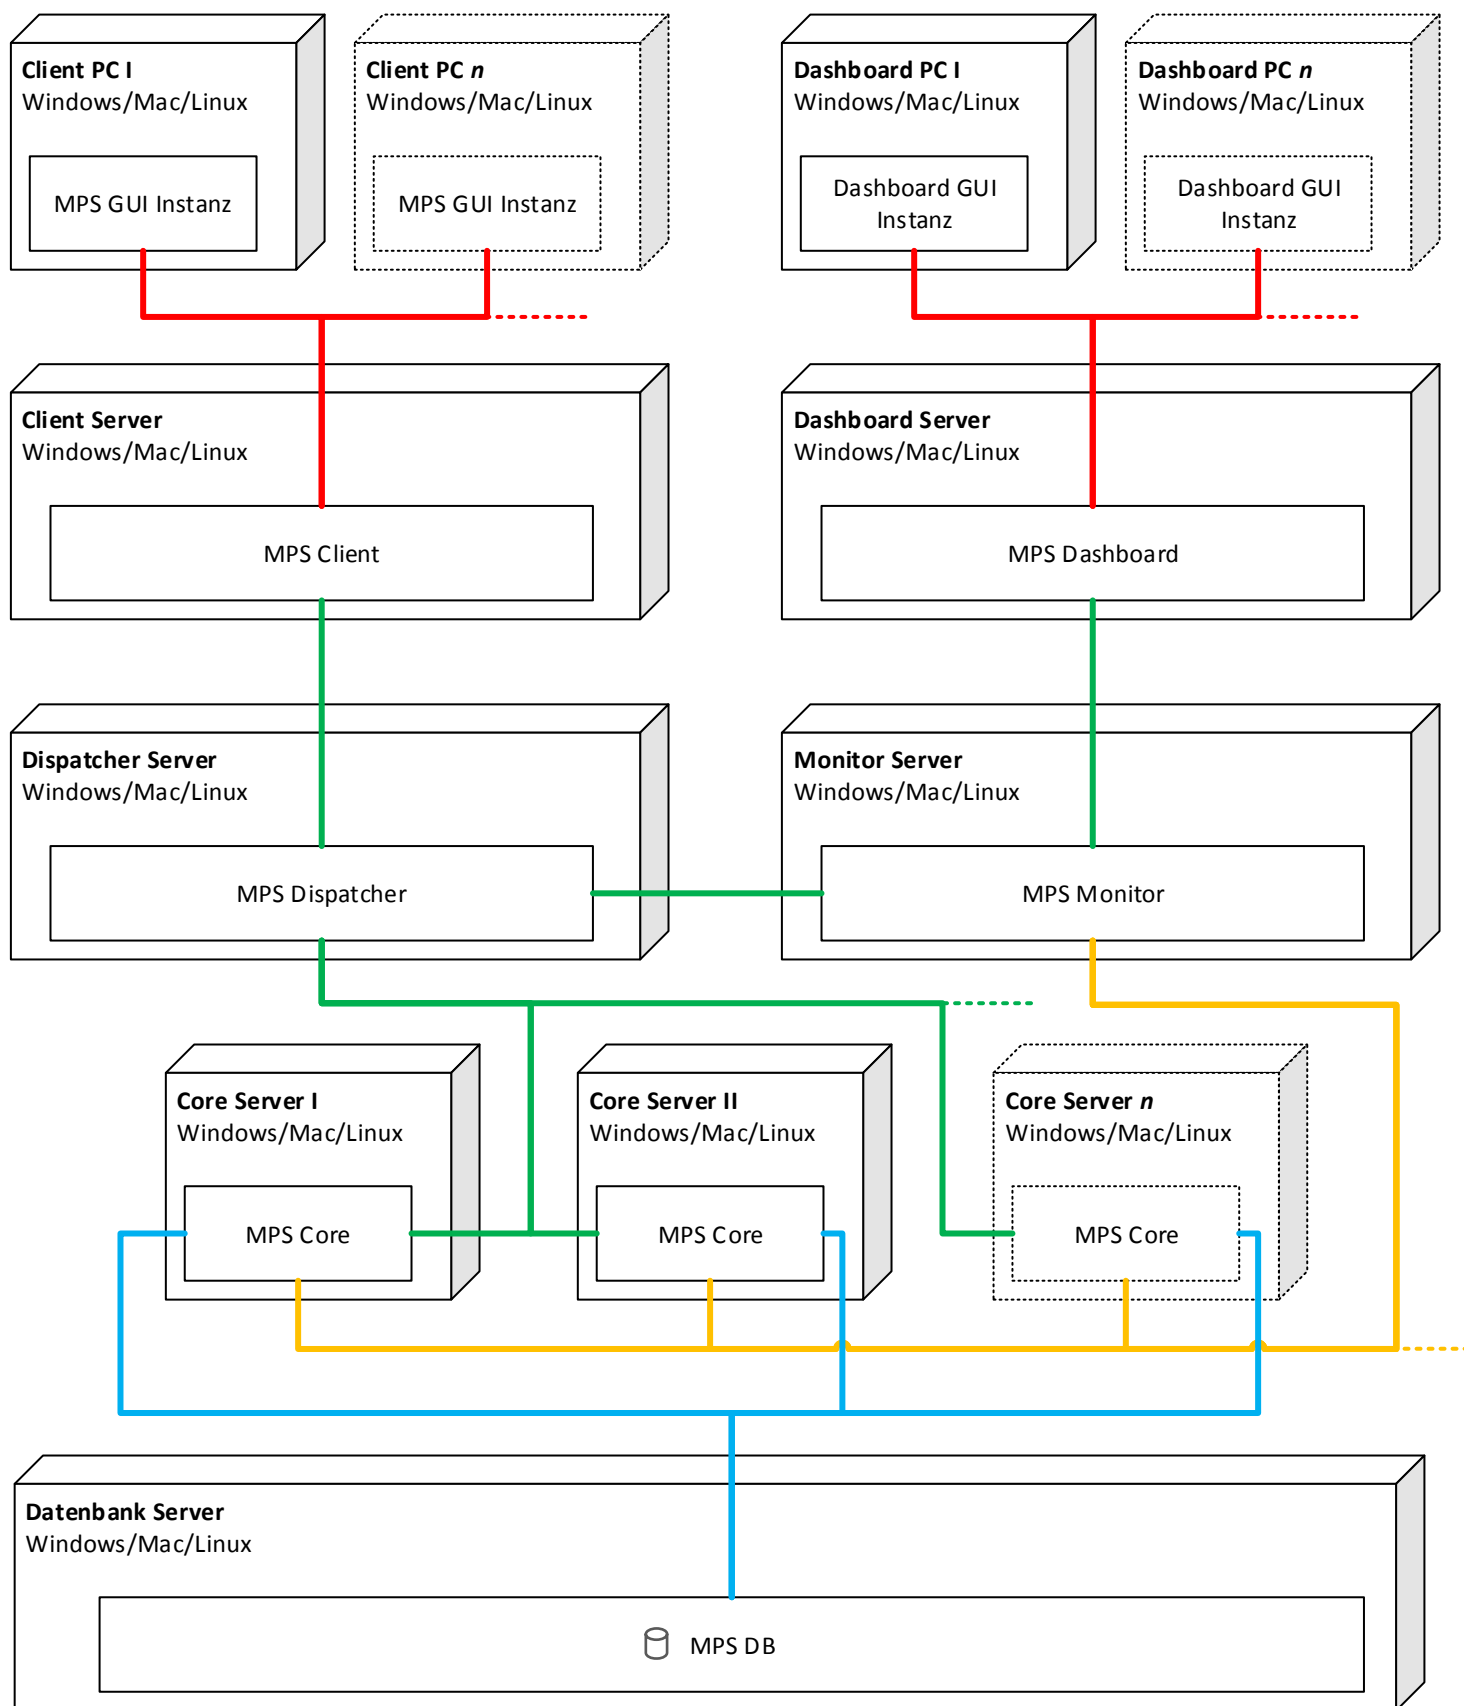 Client PC I
Windows/Mac/Linux
MPS GUI Instanz
Client PC n
Windows/Mac/Linux
MPS GUI Instanz
Dashboard PC I
Windows/Mac/Linux
Dashboard GUI
Instanz
Dashboard PC n
Windows/Mac/Linux
Dashboard GUI
Instanz
Client Server
Windows/Mac/Linux
MPS Client
Dashboard Server
Windows/Mac/Linux
MPS Dashboard
Dispatcher Server
Windows/Mac/Linux
MPS Dispatcher
Monitor Server
Windows/Mac/Linux
MPS Monitor
Core Server I
Windows/Mac/Linux
MPS Core
Core Server II
Windows/Mac/Linux
MPS Core
Core Server n
Windows/Mac/Linux
MPS Core
Datenbank Server
Windows/Mac/Linux
MPS DB